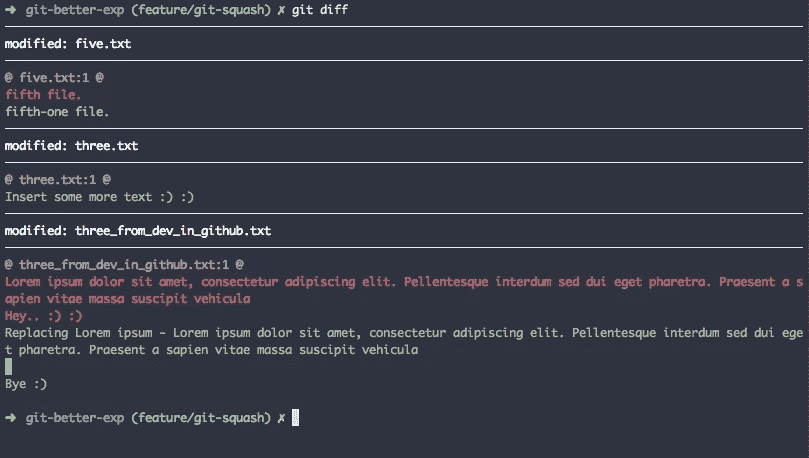 ➜ git-better-exp (feature/git-squash) ✗ git diff
modified: five.txt
@ five.txt:1 @
fifth file.
fifth-one file.
modified: three.txt
@ three.txt:1 @
Insert some more text :) :)
modified: three_from_dev_in_github.txt
@ three_from_dev_in_github.txt:1 @
Lorem ipsum dolor sit amet, consectetur adipiscing elit. Pellentesque interdum sed dui eget pharetra. Praesent a s
apien vitae massa suscipit vehicula
Hey.. :) :)
Replacing Lorem ipsum - Lorem ipsum dolor sit amet, consectetur adipiscing elit. Pellentesque interdum sed dui ege
t pharetra. Praesent a sapien vitae massa suscipit vehicula
Bye :)
➜ git-better-exp (feature/git-squash) ✗